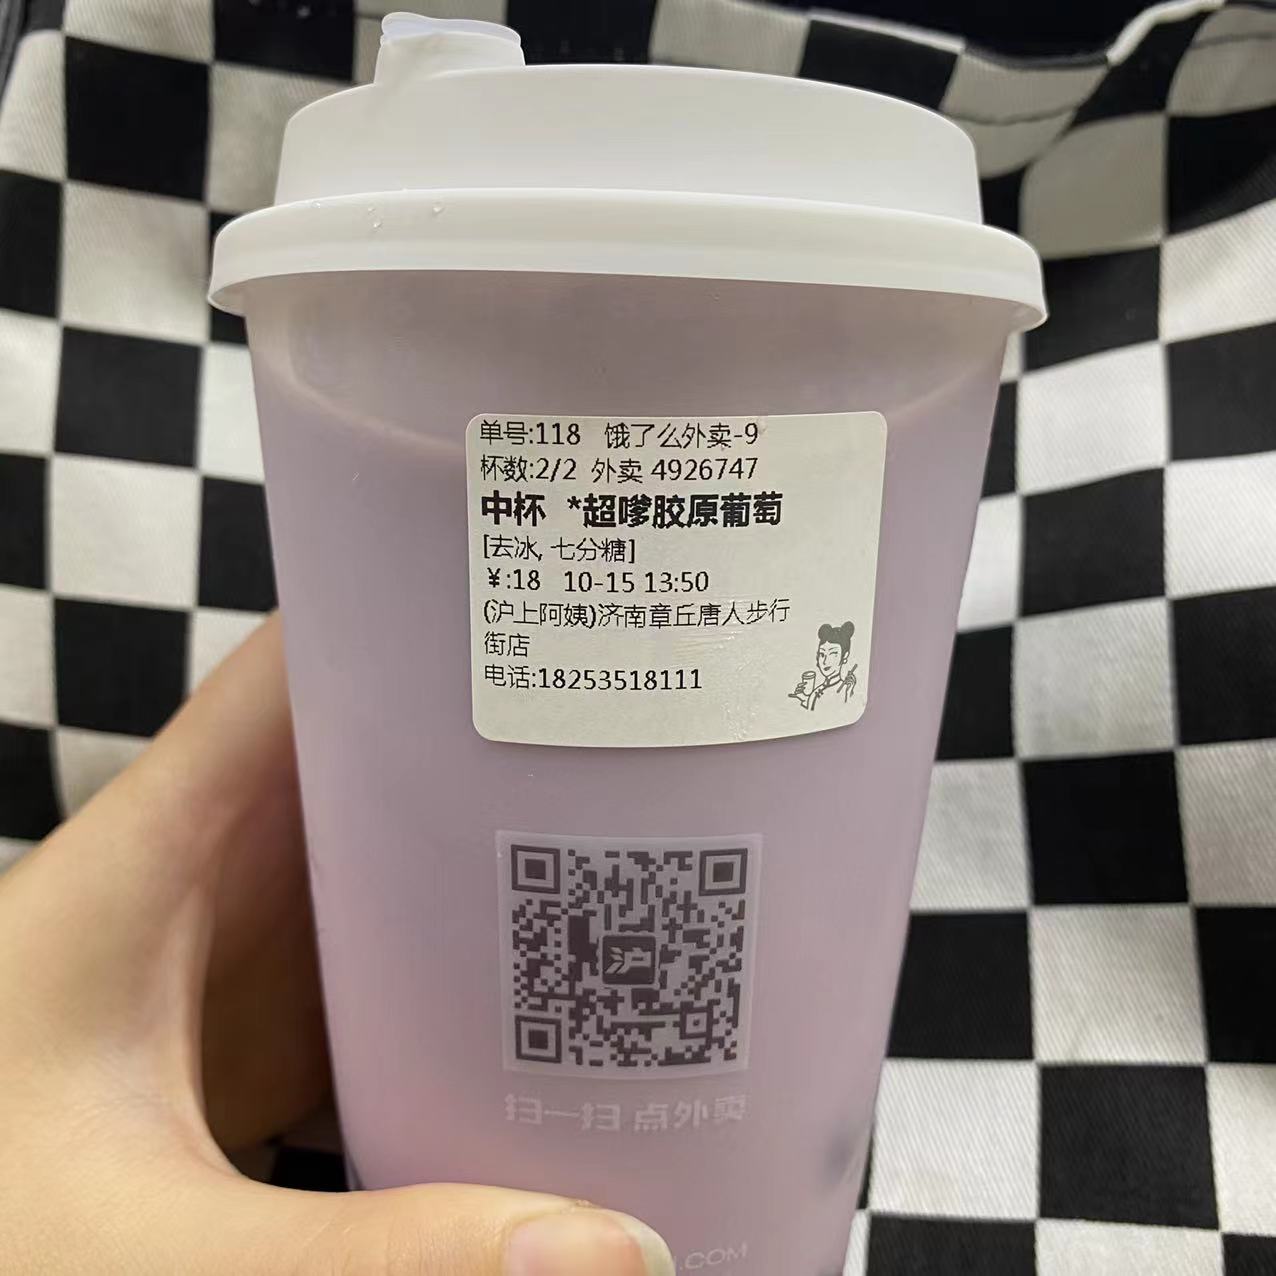 单号:118 饿了么外卖-9
杯数:2/2 外卖 4926747
中杯 *超嗲胶原葡萄
[去冰, 七分糖]
¥:18 10-15 13:50
(沪上阿姨)济南章丘唐人步行
街店
电话:18253518111
沪
扫一扫 点外卖
.COM